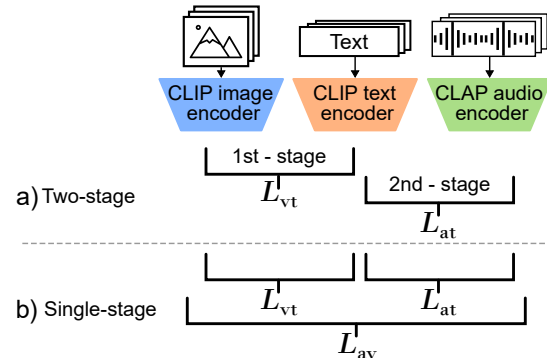 Text
CLIP image
encoder
CLIP text
encoder
CLAP audio
encoder
1st - stage
2nd - stage
a) Two-stage
L_vt
L_at
b) Single-stage
L_vt
L_at
L_av